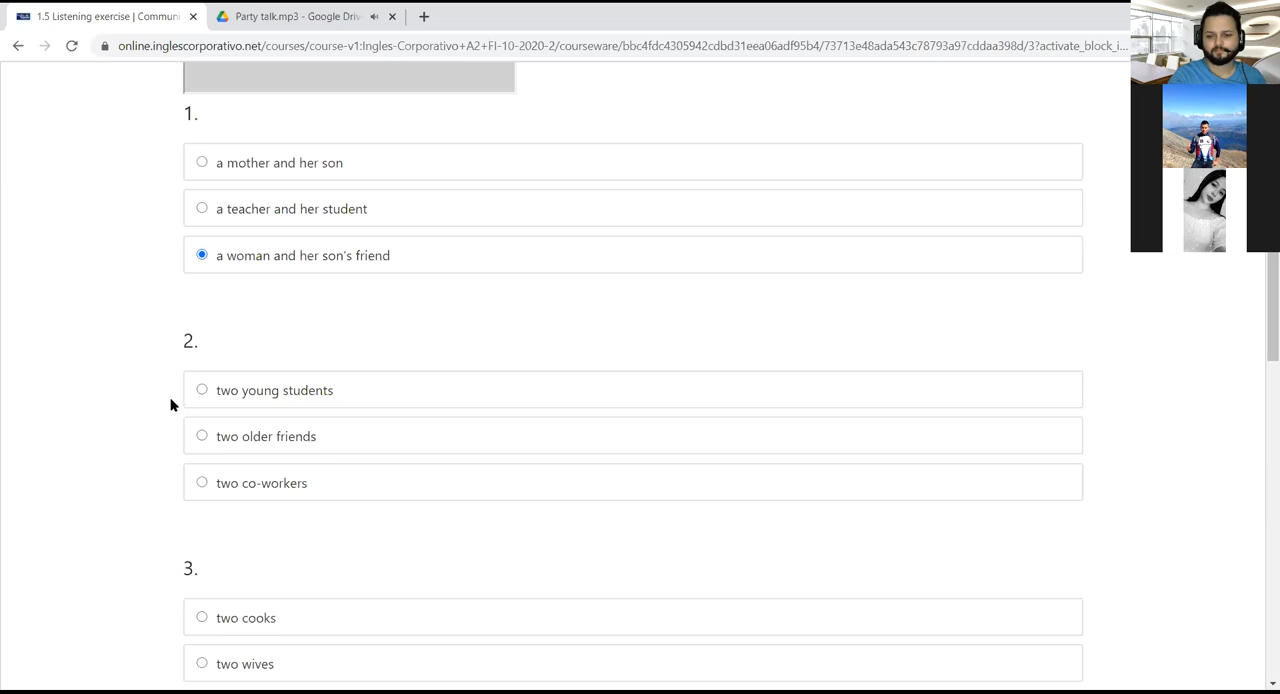 1.5 Listening exercise | Commun
Party talk.mp3 - Google Driv
online.inglescorporativo.net/courses/course-v1:Ingles-Corporativo+A2+FI-10-2020-2/courseware/bbc4fdc4305942cdbd31eea06adf95b4/73713e48ada543c78793a97cddaa398d/3?activate_block_i...
1.
a mother and her son
a teacher and her student
a woman and her son's friend
2.
two young students
two older friends
two co-workers
3.
two cooks
two wives